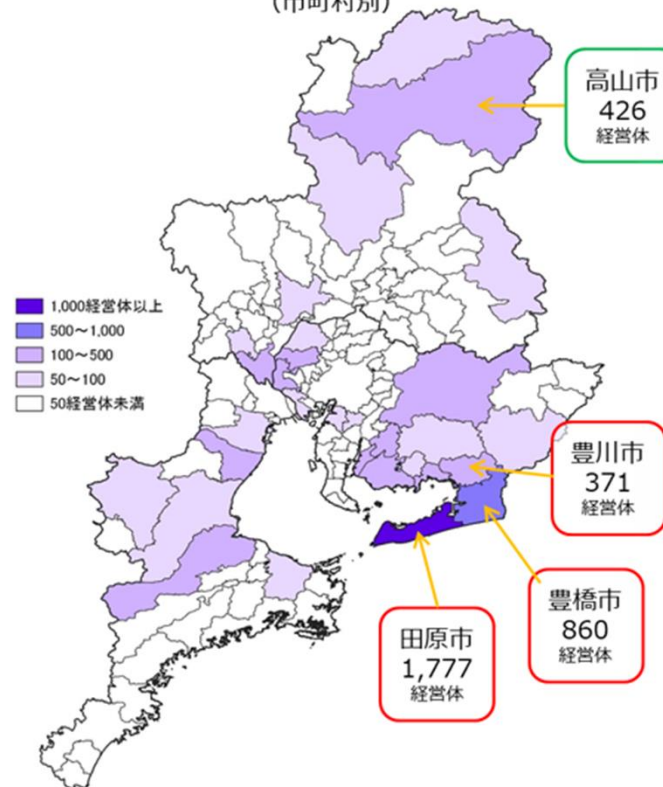 (市町村別)
高山市
426
経営体
1,000経営体以上
500～1,000
100～500
50～100
50経営体未満
豊川市
371
経営体
豊橋市
860
経営体
田原市
1,777
経営体